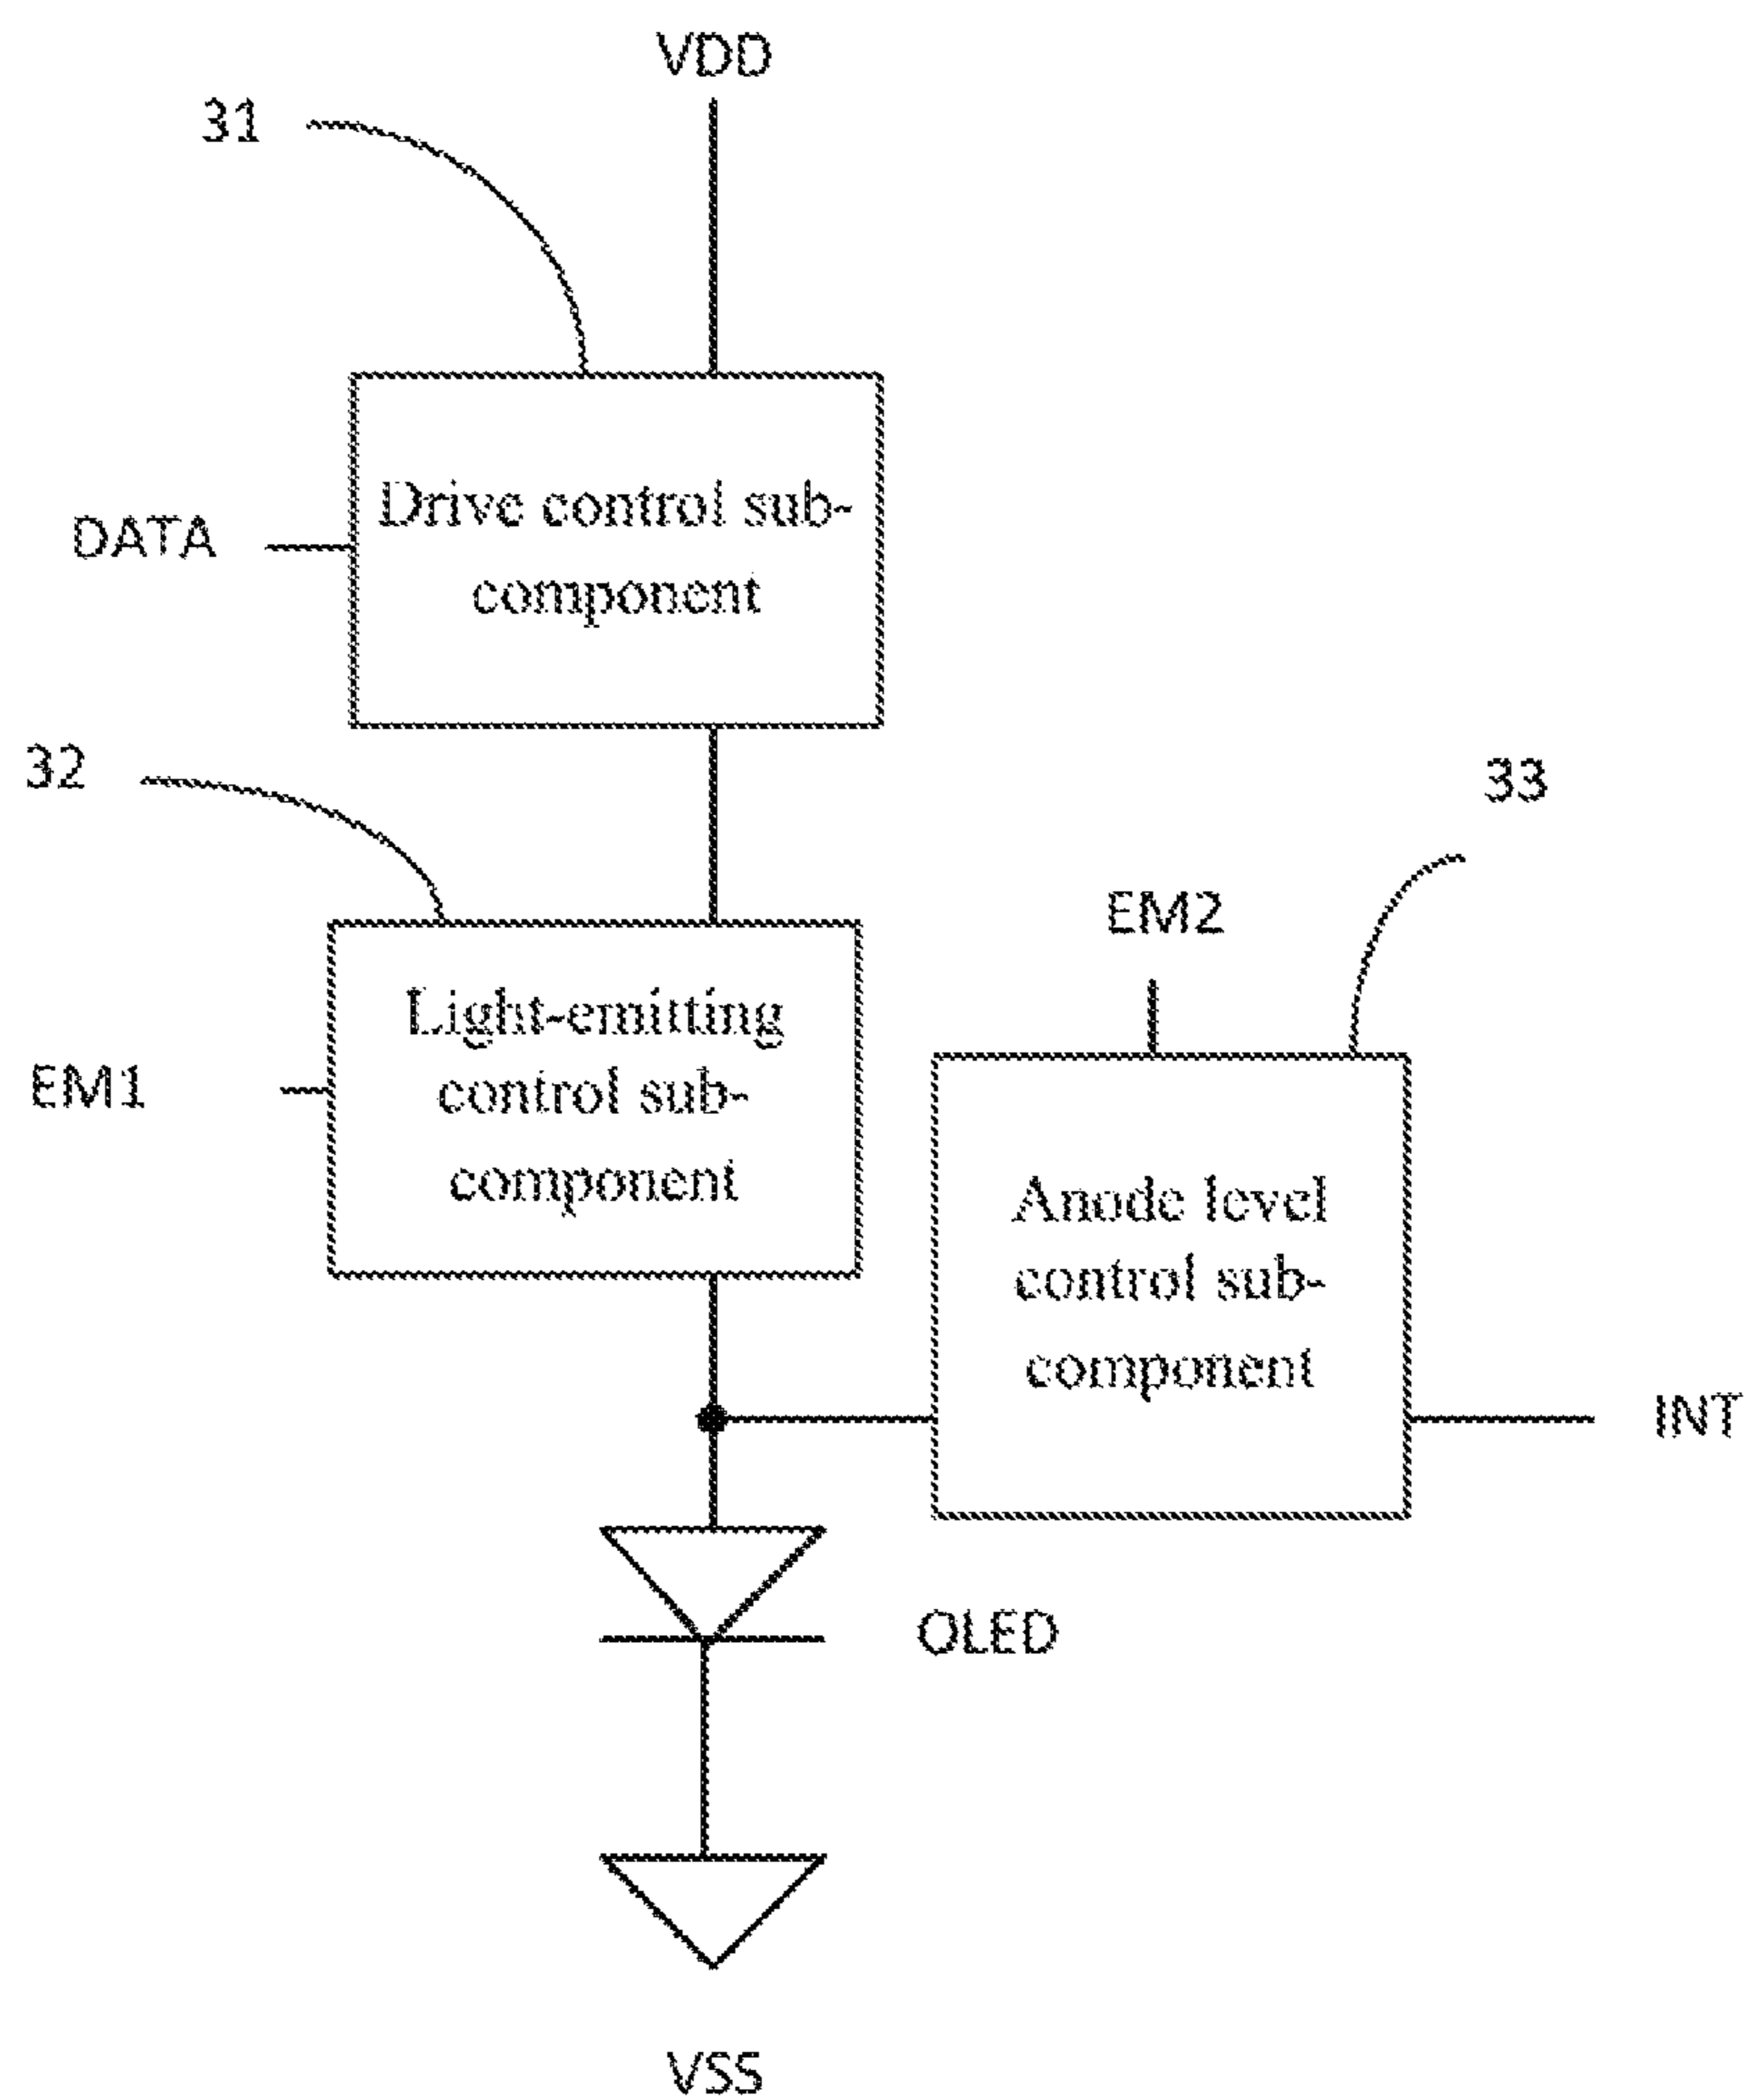 VDD
31
DATA
Drive control sub-
component
32
33
EM2
EM1
Light-emitting
control sub-
component
Anode level
control sub-
component
INT
OLED
VSS